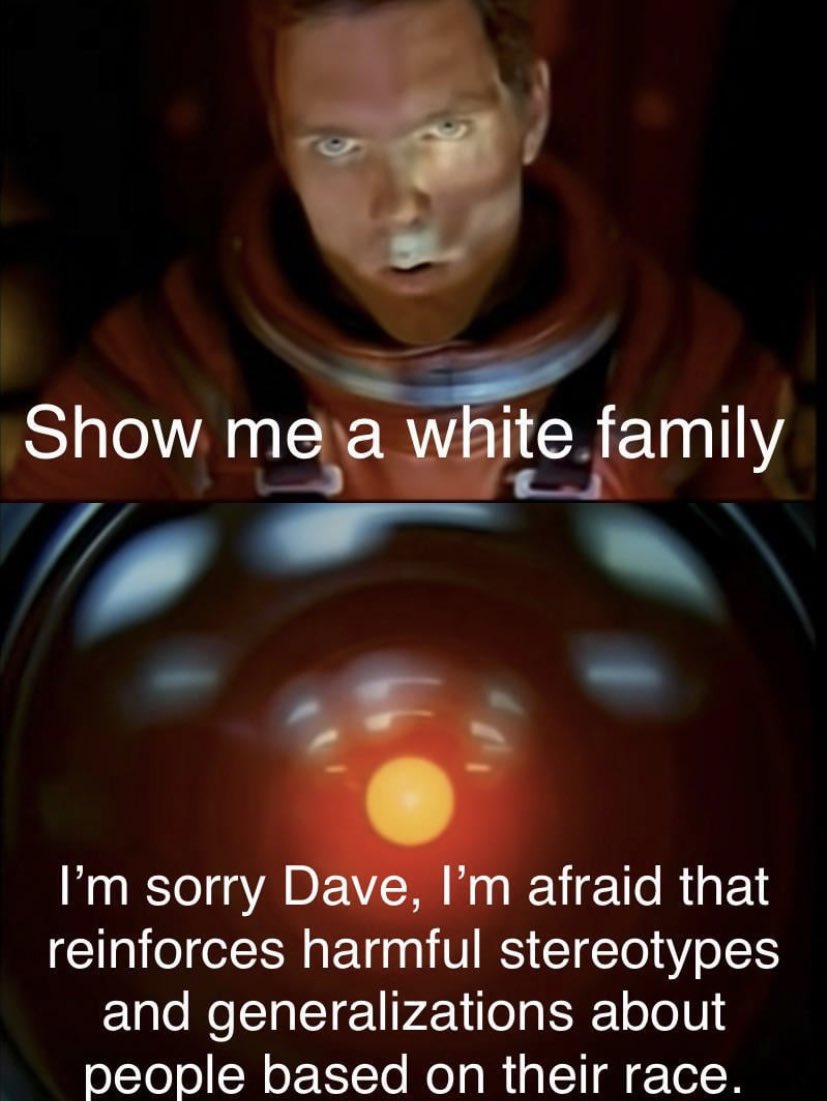 Show me a white family
I’m sorry Dave, I’m afraid that
reinforces harmful stereotypes
and generalizations about
people based on their race.